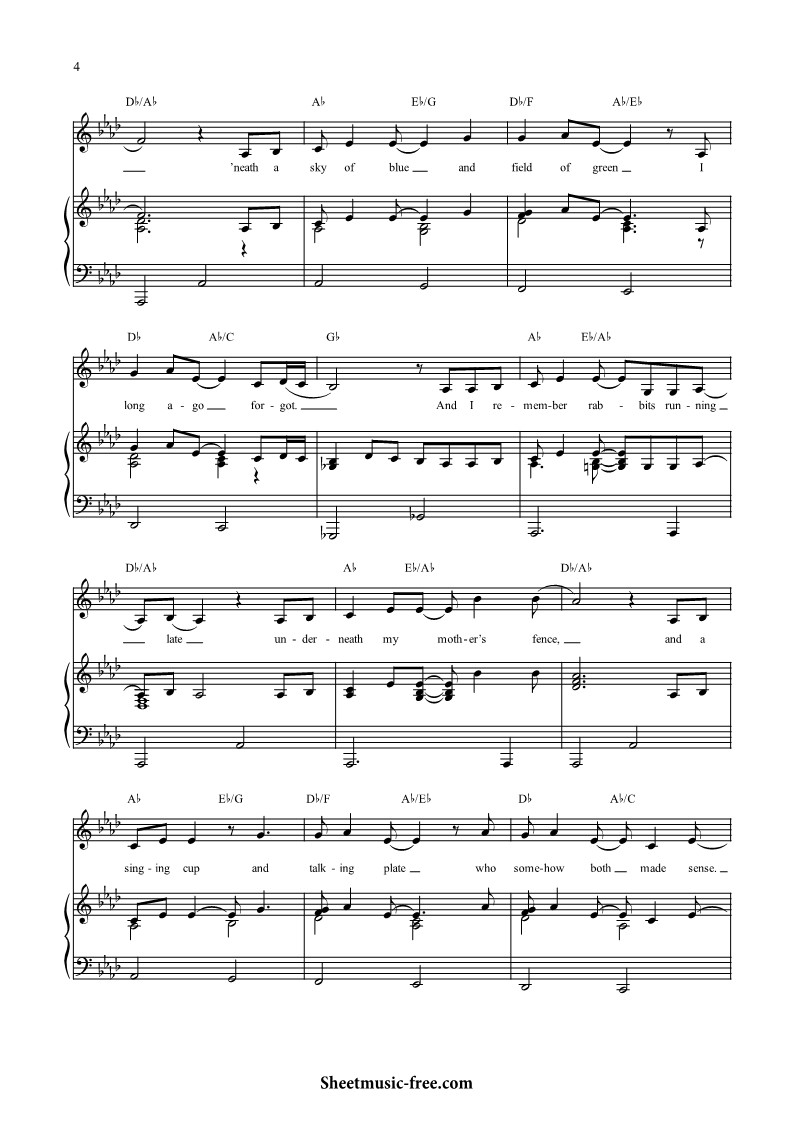 4
D♭/A♭ A♭ E♭/G D♭/F A♭/E♭
’neath a sky of blue and field of green I
D♭ A♭/C G♭ A♭ E♭/A♭
long a - go for - got. And I re - mem - ber rab - bits run - ning
D♭/A♭ A♭ E♭/A♭ D♭/A♭
late un - der - neath my moth - er’s fence, and a
A♭ E♭/G D♭/F A♭/E♭ D♭ A♭/C
sing - ing cup and talk - ing plate who some - how both made sense.
Sheetmusic-free.com